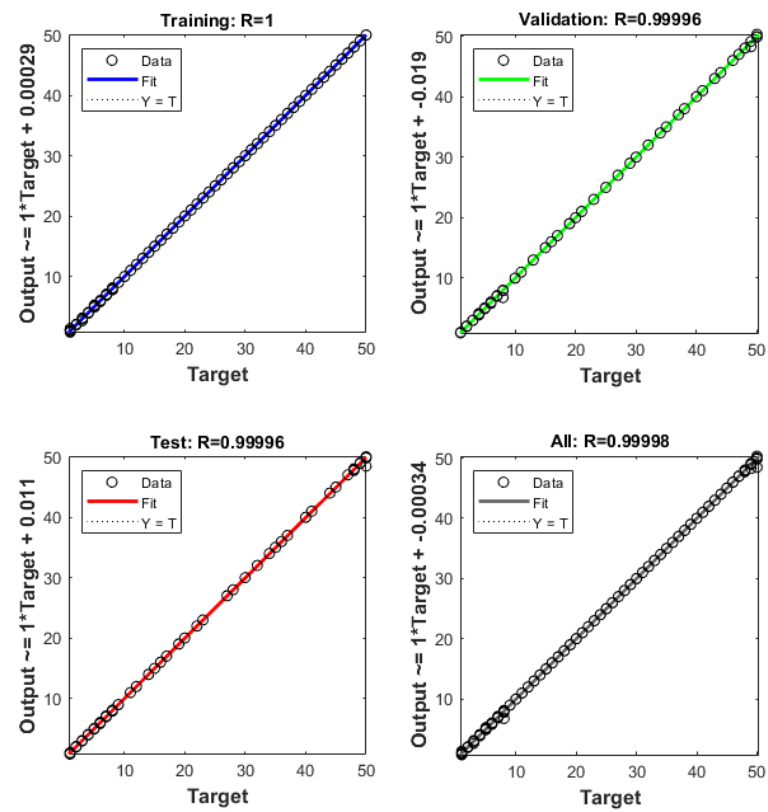 Training: R=1
Output ~= 1*Target + 0.00029
50
40
30
20
10
Data
Fit
Y = T
10 20 30 40 50
Target
Validation: R=0.99996
Output ~= 1*Target + -0.019
50
40
30
20
10
Data
Fit
Y = T
10 20 30 40 50
Target
Test: R=0.99996
Output ~= 1*Target + 0.011
50
40
30
20
10
Data
Fit
Y = T
10 20 30 40 50
Target
All: R=0.99998
Output ~= 1*Target + -0.00034
50
40
30
20
10
Data
Fit
Y = T
10 20 30 40 50
Target